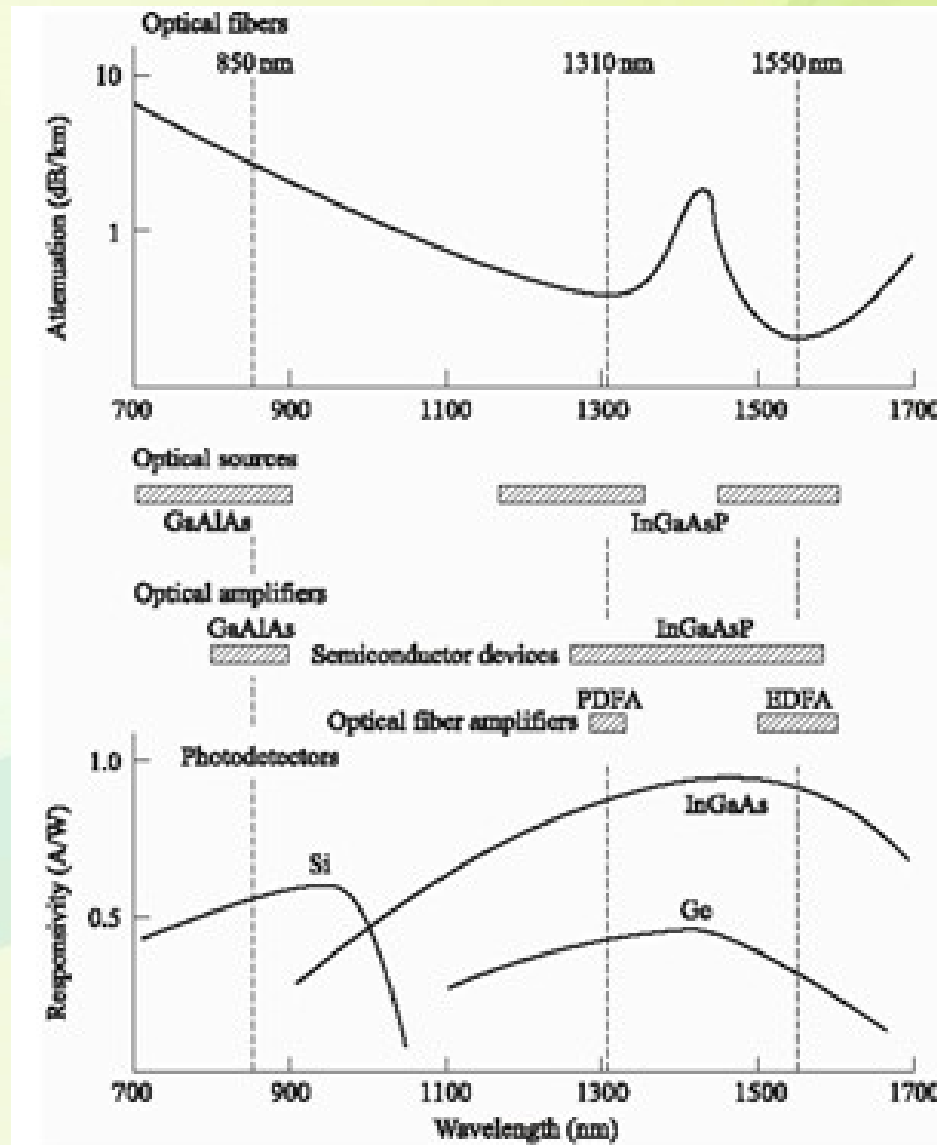 Optical fibers
850 nm 1310 nm 1550 nm
10
1
Attenuation (dB/km)
700 900 1100 1300 1500 1700
Optical sources
GaAlAs InGaAsP
Optical amplifiers
GaAlAs InGaAsP
Semiconductor devices
PDFA EDFA
Optical fiber amplifiers
1.0
Photodetectors
InGaAs
Si
0.5
Ge
Responsivity (A/W)
700 900 1100 1300 1500 1700
Wavelength (nm)